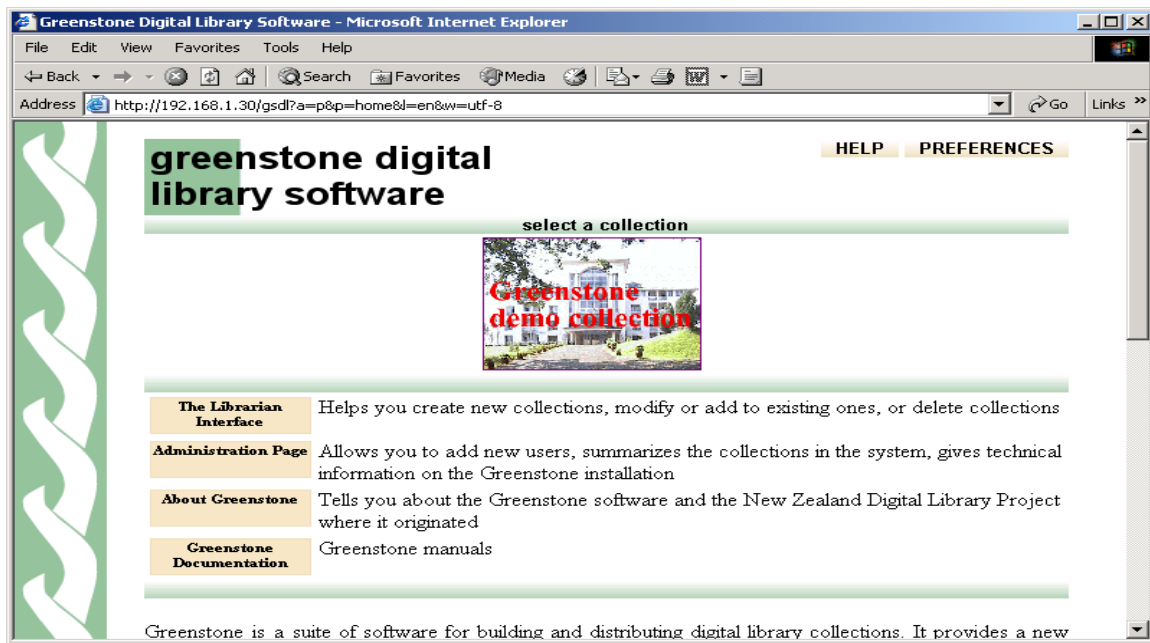 Greenstone Digital Library Software - Microsoft Internet Explorer
File Edit View Favorites Tools Help
Back Search Favorites Media
Address http://192.168.1.30/gsdl?a=p&p=home&l=en&w=utf-8 Go Links »
greenstone digital
library software
HELP PREFERENCES
select a collection
Greenstone
demo collection
The Librarian
Interface
Helps you create new collections, modify or add to existing ones, or delete collections
Administration Page
Allows you to add new users, summarizes the collections in the system, gives technical
information on the Greenstone installation
About Greenstone
Tells you about the Greenstone software and the New Zealand Digital Library Project
where it originated
Greenstone
Documentation
Greenstone manuals
Greenstone is a suite of software for building and distributing digital library collections. It provides a new